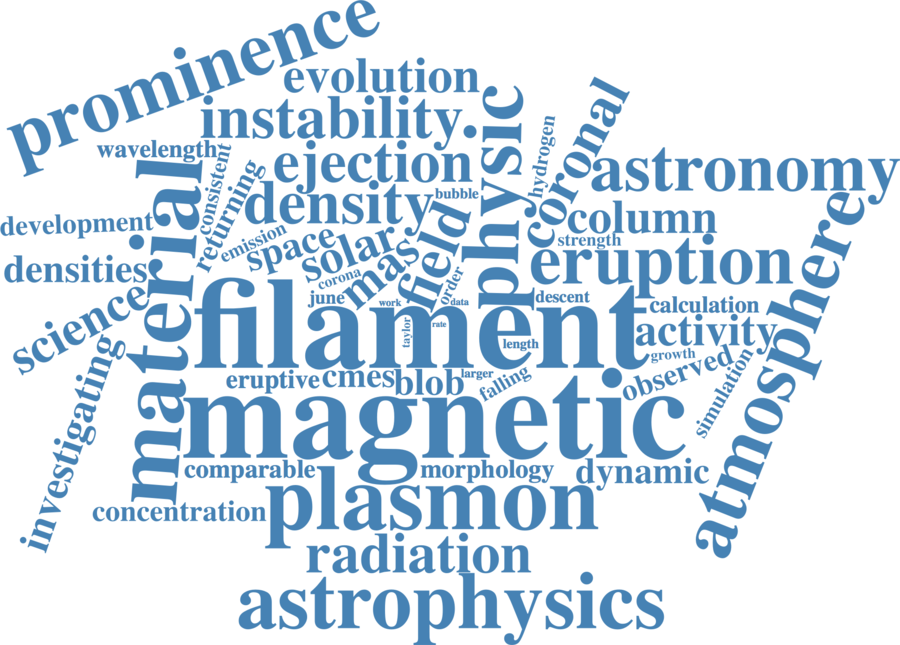 prominence
evolution
instability.
wavelength
ejection
physic
hydrogen
coronal
astronomy
consistent
returning
density
bubble
material
development
emission
space
solar
mas
field
column
strength
atmospherey
densities
corona
order
eruption
science
june
work
data
descent
calculation
filament
taylor
rate
length
activity
investigating
growth
observed
simulation
eruptive
cmes
blob
larger
falling
magnetic
comparable
morphology
dynamic
concentration
plasmon
radiation
astrophysics